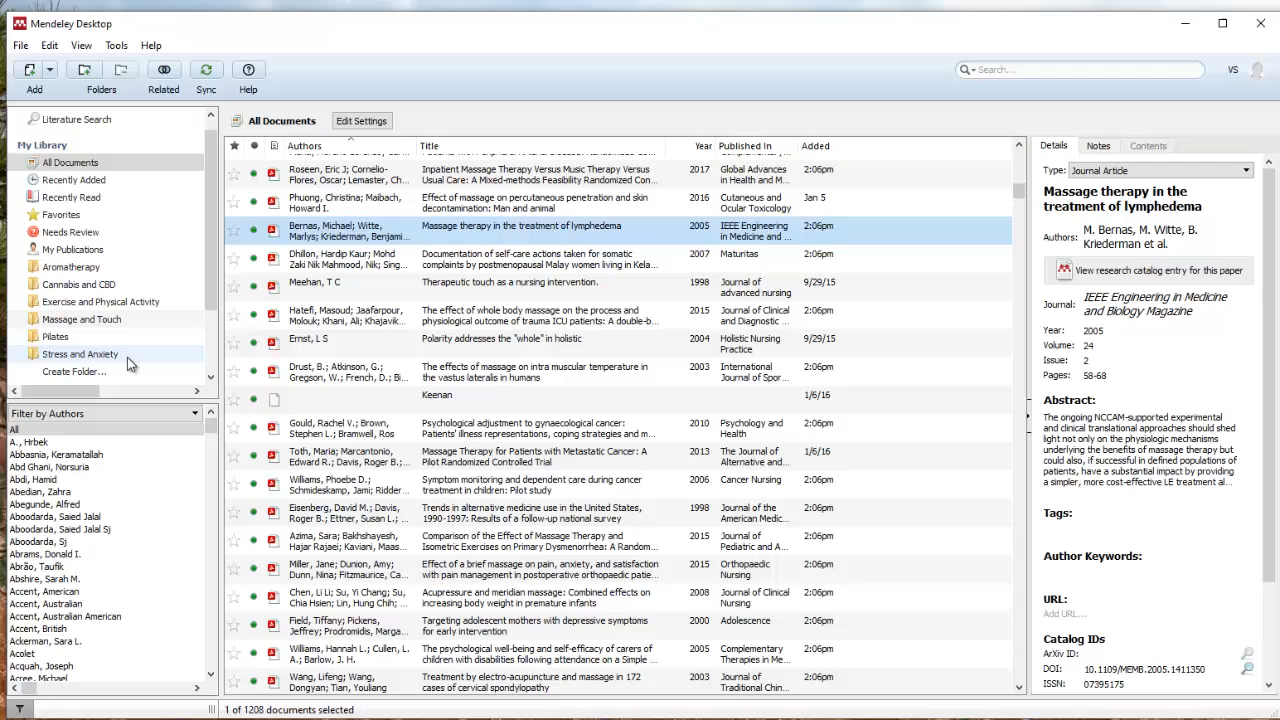 Mendeley Desktop
File Edit View Tools Help
Search...
VS
Add Folders Related Sync Help
Literature Search
My Library
All Documents
Recently Added
Recently Read
Favorites
Needs Review
My Publications
Aromatherapy
Cannabis and CBD
Exercise and Physical Activity
Massage and Touch
Pilates
Stress and Anxiety
Create Folder...
Filter by Authors
All
A., Hrbek
Abbasnia, Keramatallah
Abd Ghani, Norsuria
Abdi, Hamid
Abedian, Zahra
Abegunde, Alfred
Aboodarda, Saied Jalal
Aboodarda, Saied Jalal Sj
Aboodarda, Sj
Abrams, Donald I.
Abrão, Taufik
Abshire, Sarah M.
Accent, American
Accent, Australian
Accent, Australian American
Accent, British
Ackerman, Sara L.
Acolet
Acquah, Joseph
Acree, Michael
All Documents Edit Settings
Authors Title Year Published In Added
Roseen, Eric J; Cornelio- Inpatient Massage Therapy Versus Music Therapy Versus 2017 Global Advances 2:06pm
Flores, Oscar; Lemaster, Ch... Usual Care: A Mixed-methods Feasibility Randomized Con... in Health and M...
Phuong, Christina; Maibach, Effect of massage on percutaneous penetration and skin 2016 Cutaneous and Jan 5
Howard I. decontamination: Man and animal Ocular Toxicology
Bernas, Michael; Witte, Massage therapy in the treatment of lymphedema 2005 IEEE Engineering 2:06pm
Marlys; Kriederman, Benjami... in Medicine and ...
Dhillon, Hardip Kaur; Mohd Documentation of self-care actions taken for somatic 2007 Maturitas 2:06pm
Zaki Nik Mahmood, Nik; Sing... complaints by postmenopausal Malay women living in Kela...
Meehan, T C Therapeutic touch as a nursing intervention. 1998 Journal of 9/29/15
advanced nursing
Hatefi, Masoud; Jaafarpour, The effect of whole body massage on the process and 2015 Journal of Clinical 2:06pm
Molouk; Khani, Ali; Khajavik... physiological outcome of trauma ICU patients: A double-b... and Diagnostic ...
Ernst, L S Polarity addresses the "whole" in holistic 2004 Holistic Nursing 9/29/15
Practice
Drust, B.; Atkinson, G.; The effects of massage on intra muscular temperature in 2003 International 2:06pm
Gregson, W.; French, D.; Bi... the vastus lateralis in humans Journal of Spor...
Keenan 1/6/16
Gould, Rachel V.; Brown, Psychological adjustment to gynaecological cancer: 2010 Psychology and 2:06pm
Stephen L.; Bramwell, Ros Patients' illness representations, coping strategies and m... Health
Toth, Maria; Marcantonio, Massage Therapy for Patients with Metastatic Cancer: A 2013 The Journal of 1/6/16
Edward R.; Davis, Roger B.; ... Pilot Randomized Controlled Trial Alternative and...
Williams, Phoebe D.; Symptom monitoring and dependent care during cancer 2006 Cancer Nursing 2:06pm
Schmideskamp, Jami; Ridder... treatment in children: Pilot study
Eisenberg, David M.; Davis, Trends in alternative medicine use in the United States, 1998 Journal of the 2:06pm
Roger B.; Ettner, Susan L.; ... 1990-1997: Results of a follow-up national survey American Medic...
Azima, Sara; Bakhshayesh, Comparison of the Effect of Massage Therapy and 2015 Journal of 2:06pm
Hajar Rajaei; Kaviani, Maas... Isometric Exercises on Primary Dysmenorrhea: A Random... Pediatric and A...
Miller, Jane; Dunion, Amy; Effect of a brief massage on pain, anxiety, and satisfaction 2015 Orthopaedic 2:06pm
Dunn, Nina; Fitzmaurice, Ca... with pain management in postoperative orthopaedic patie... Nursing
Chen, Li Li; Su, Yi Chang; Su, Acupressure and meridian massage: Combined effects on 2008 Journal of Clinical 2:06pm
Chia Hsien; Lin, Hung Chih; ... increasing body weight in premature infants Nursing
Field, Tiffany; Pickens, Targeting adolescent mothers with depressive symptoms 2000 Adolescence 2:06pm
Jeffrey; Prodromidis, Marga... for early intervention
Williams, Hannah L.; Cullen, L. The psychological well-being and self-efficacy of carers of 2005 Complementary 2:06pm
A.; Barlow, J. H. children with disabilities following attendance on a Simple ... Therapies in Me...
Wang, Lifeng; Wang, Treatment by electro-acupuncture and massage in 172 2003 Journal of 2:06pm
Dongyan; Tian, Youliang cases of cervical spondylopathy Traditional Chin...
1 of 1208 documents selected
Details Notes Contents
Type: Journal Article
Massage therapy in the
treatment of lymphedema
Authors: M. Bernas, M. Witte, B.
Kriederman et al.
View research catalog entry for this paper
Journal: IEEE Engineering in Medicine
and Biology Magazine
Year: 2005
Volume: 24
Issue: 2
Pages: 58-68
Abstract:
The ongoing NCCAM-supported experimental
and clinical translational approaches should shed
light not only on the physiologic mechanisms
underlying the benefits of massage therapy but
could also, if successful in defined populations of
patients, have a substantial impact by providing
a simpler, more cost-effective LE treatment al...
Tags:
Author Keywords:
URL:
Add URL...
Catalog IDs
ArXiv ID:
DOI: 10.1109/MEMB.2005.1411350
ISSN: 07395175